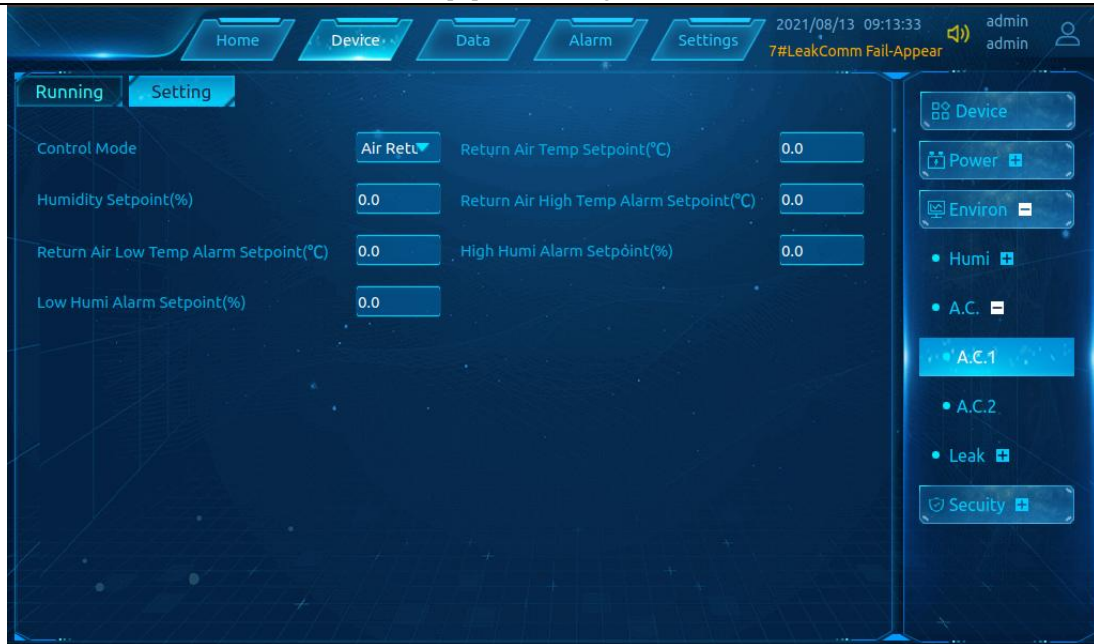 Home Device Data Alarm Settings
2021/08/13 09:13:33
7#LeakComm Fail-Appear
admin
admin
Running Setting
Control Mode Air Retu Return Air Temp Setpoint(℃) 0.0
Humidity Setpoint(%) 0.0 Return Air High Temp Alarm Setpoint(℃) 0.0
Return Air Low Temp Alarm Setpoint(℃) 0.0 High Humi Alarm Setpoint(%) 0.0
Low Humi Alarm Setpoint(%) 0.0
Device
Power
Environ
Humi
A.C.
A.C.1
A.C.2
Leak
Secuity